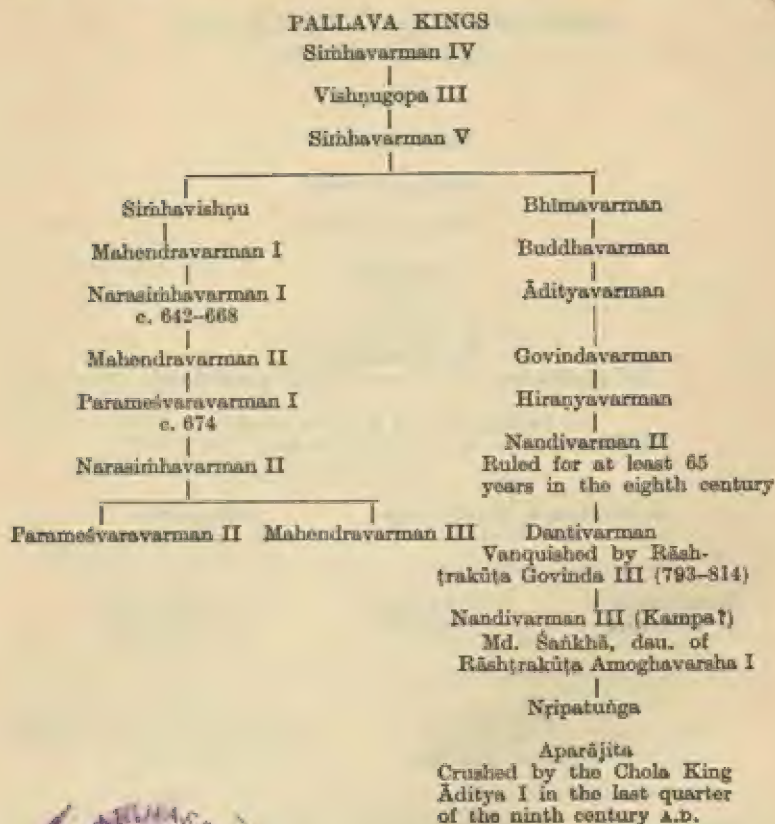 PALLAVA KINGS
Siṁhavarman IV
Vishṇugopa III
Siṁhavarman V
Siṁhavishṇu
Mahendravarman I
Narasiṁhavarman I
c. 642–668
Mahendravarman II
Parameśvaravarman I
c. 674
Narasiṁhavarman II
Parameśvaravarman II Mahendravarman III
Bhīmavarman
Buddhavarman
Ādityavarman
Govindavarman
Hiraṇyavarman
Nandivarman II
Ruled for at least 65
years in the eighth century
Dantivarman
Vanquished by Rāsh-
ṭrakūṭa Govinda III (793–814)
Nandivarman III (Kampa?)
Md. Śaṅkhā, dau. of
Rāshṭrakūṭa Amoghavarsha I
Nṛipatuṅga
Aparājita
Crushed by the Chola King
Āditya I in the last quarter
of the ninth century A.D.